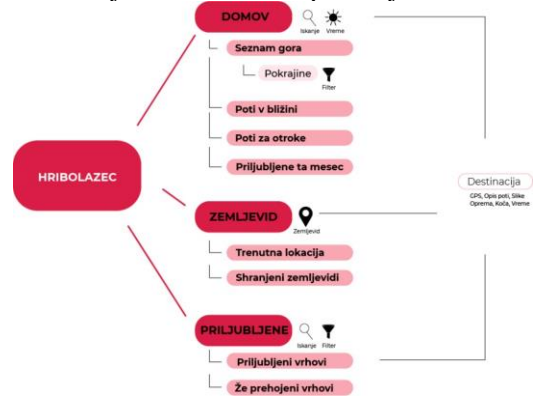 DOMOV
Iskanje
Vreme
Seznam gora
Pokrajine
Filter
Poti v bližini
Poti za otroke
Priljubljene ta mesec
HRIBOLAZEC
Destinacija
GPS, Opis poti, Slike
Oprema, Koča, Vreme
ZEMLJEVID
Zemljevid
Trenutna lokacija
Shranjeni zemljevidi
PRILJUBLJENE
Iskanje
Filter
Priljubljeni vrhovi
Že prehojeni vrhovi